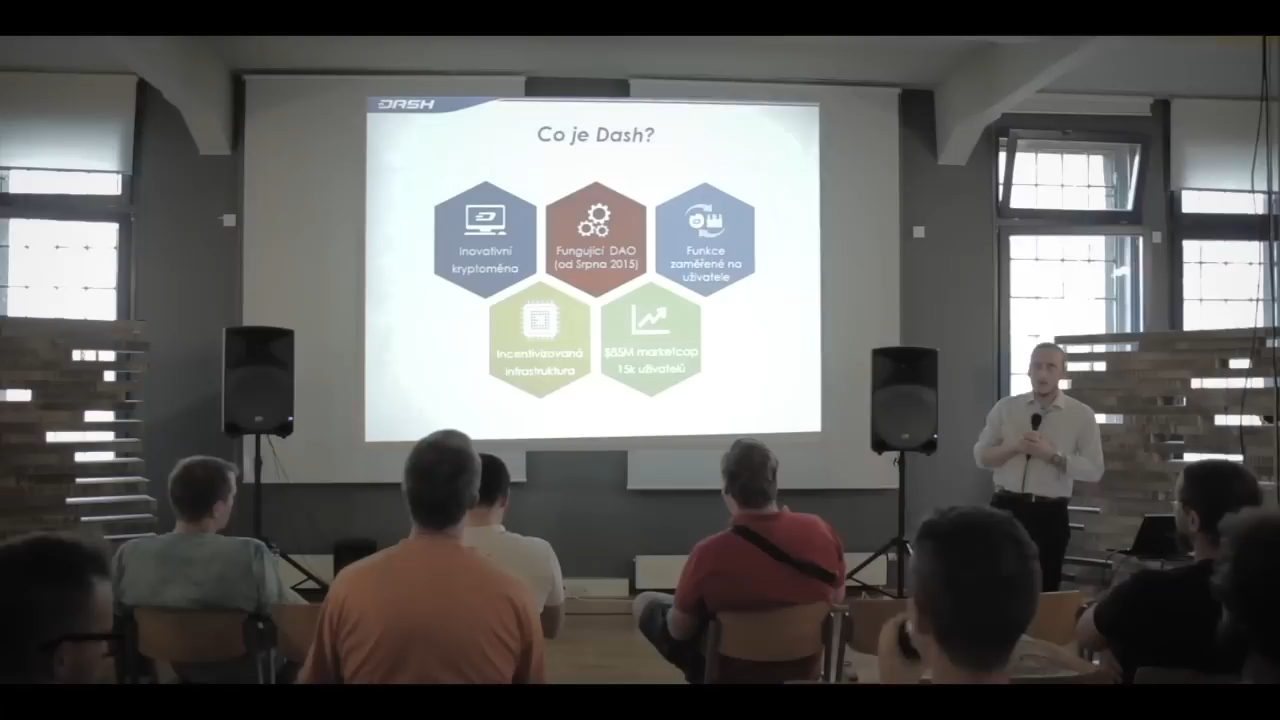 DASH
Co je Dash?
Inovativní
kryptoměna
Fungující DAO
(od Srpna 2015)
Funkce
zaměřené na
uživatele
Incentivizovaná
infrastruktura
$85M marketcap
15k uživatelů